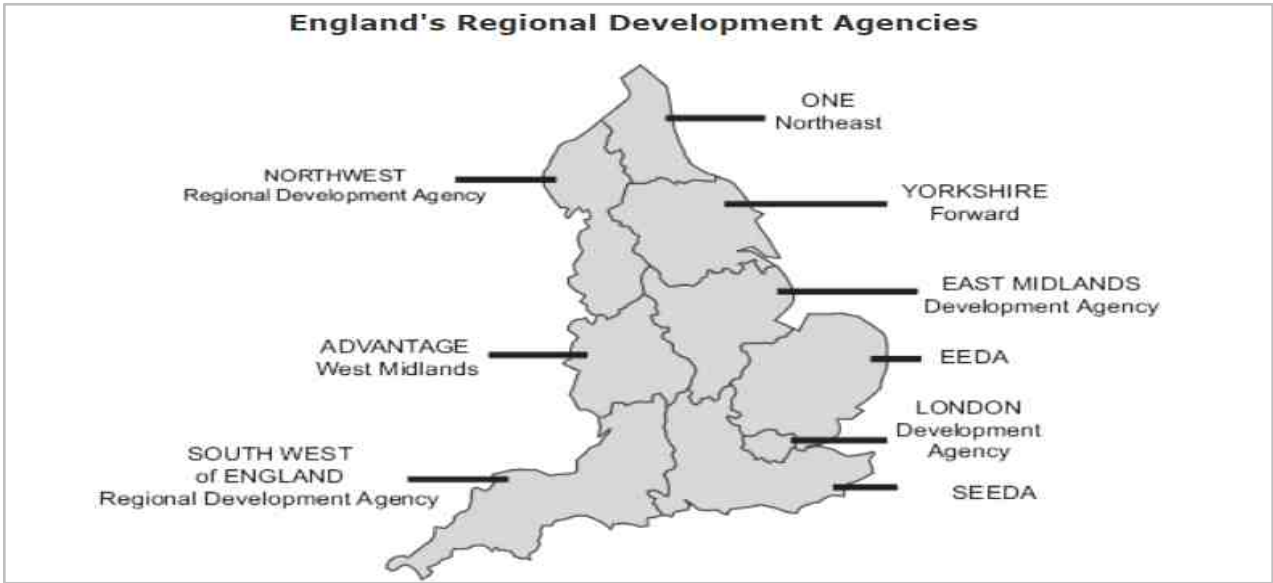 England's Regional Development Agencies
ONE
Northeast
NORTHWEST
Regional Development Agency
YORKSHIRE
Forward
EAST MIDLANDS
Development Agency
ADVANTAGE
West Midlands
EEDA
LONDON
Development
Agency
SOUTH WEST
of ENGLAND
Regional Development Agency
SEEDA